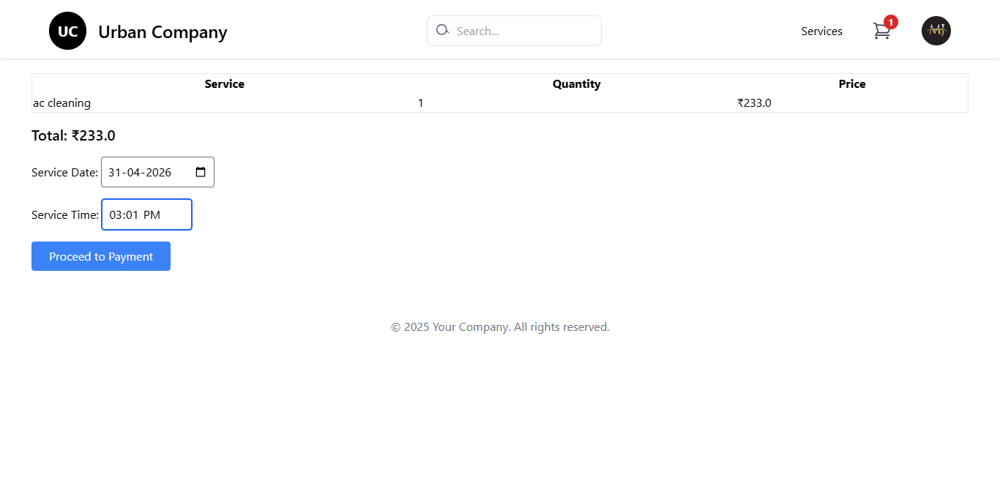 UC Urban Company Search... Services 1 MJ
Service Quantity Price
ac cleaning 1 ₹233.0
Total: ₹233.0
Service Date: 31-04-2026
Service Time: 03:01 PM
Proceed to Payment
© 2025 Your Company. All rights reserved.